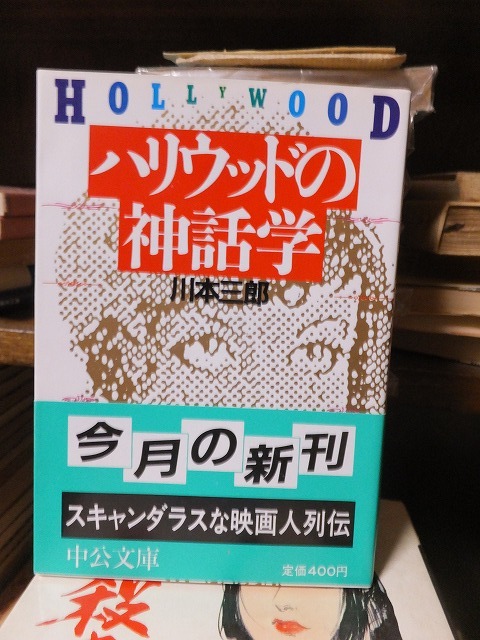 HOLLYWOOD
ハリウッドの
神話学
川本三郎
今月の新刊
スキャンダラスな映画人列伝
中公文庫
定価400円